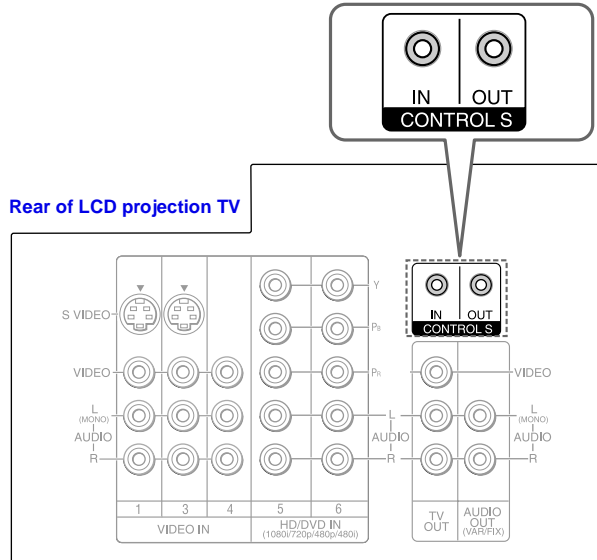 IN OUT
CONTROL S
Rear of LCD projection TV
S VIDEO
VIDEO
L
(MONO)
AUDIO
R
Y
PB
PR
L
AUDIO
R
IN OUT
CONTROL S
VIDEO
L
(MONO)
AUDIO
R
1 3 4 5 6
VIDEO IN
HD/DVD IN
(1080i/720p/480p/480i)
TV
OUT
AUDIO
OUT
(VAR/FIX)